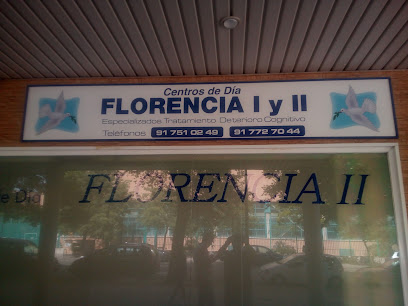 Centros de Día
FLORENCIA I y II
Especializados Tratamiento Deterioro Cognitivo
Teléfonos: 91 751 02 49 91 772 70 44
e Día
FLORENCIA II